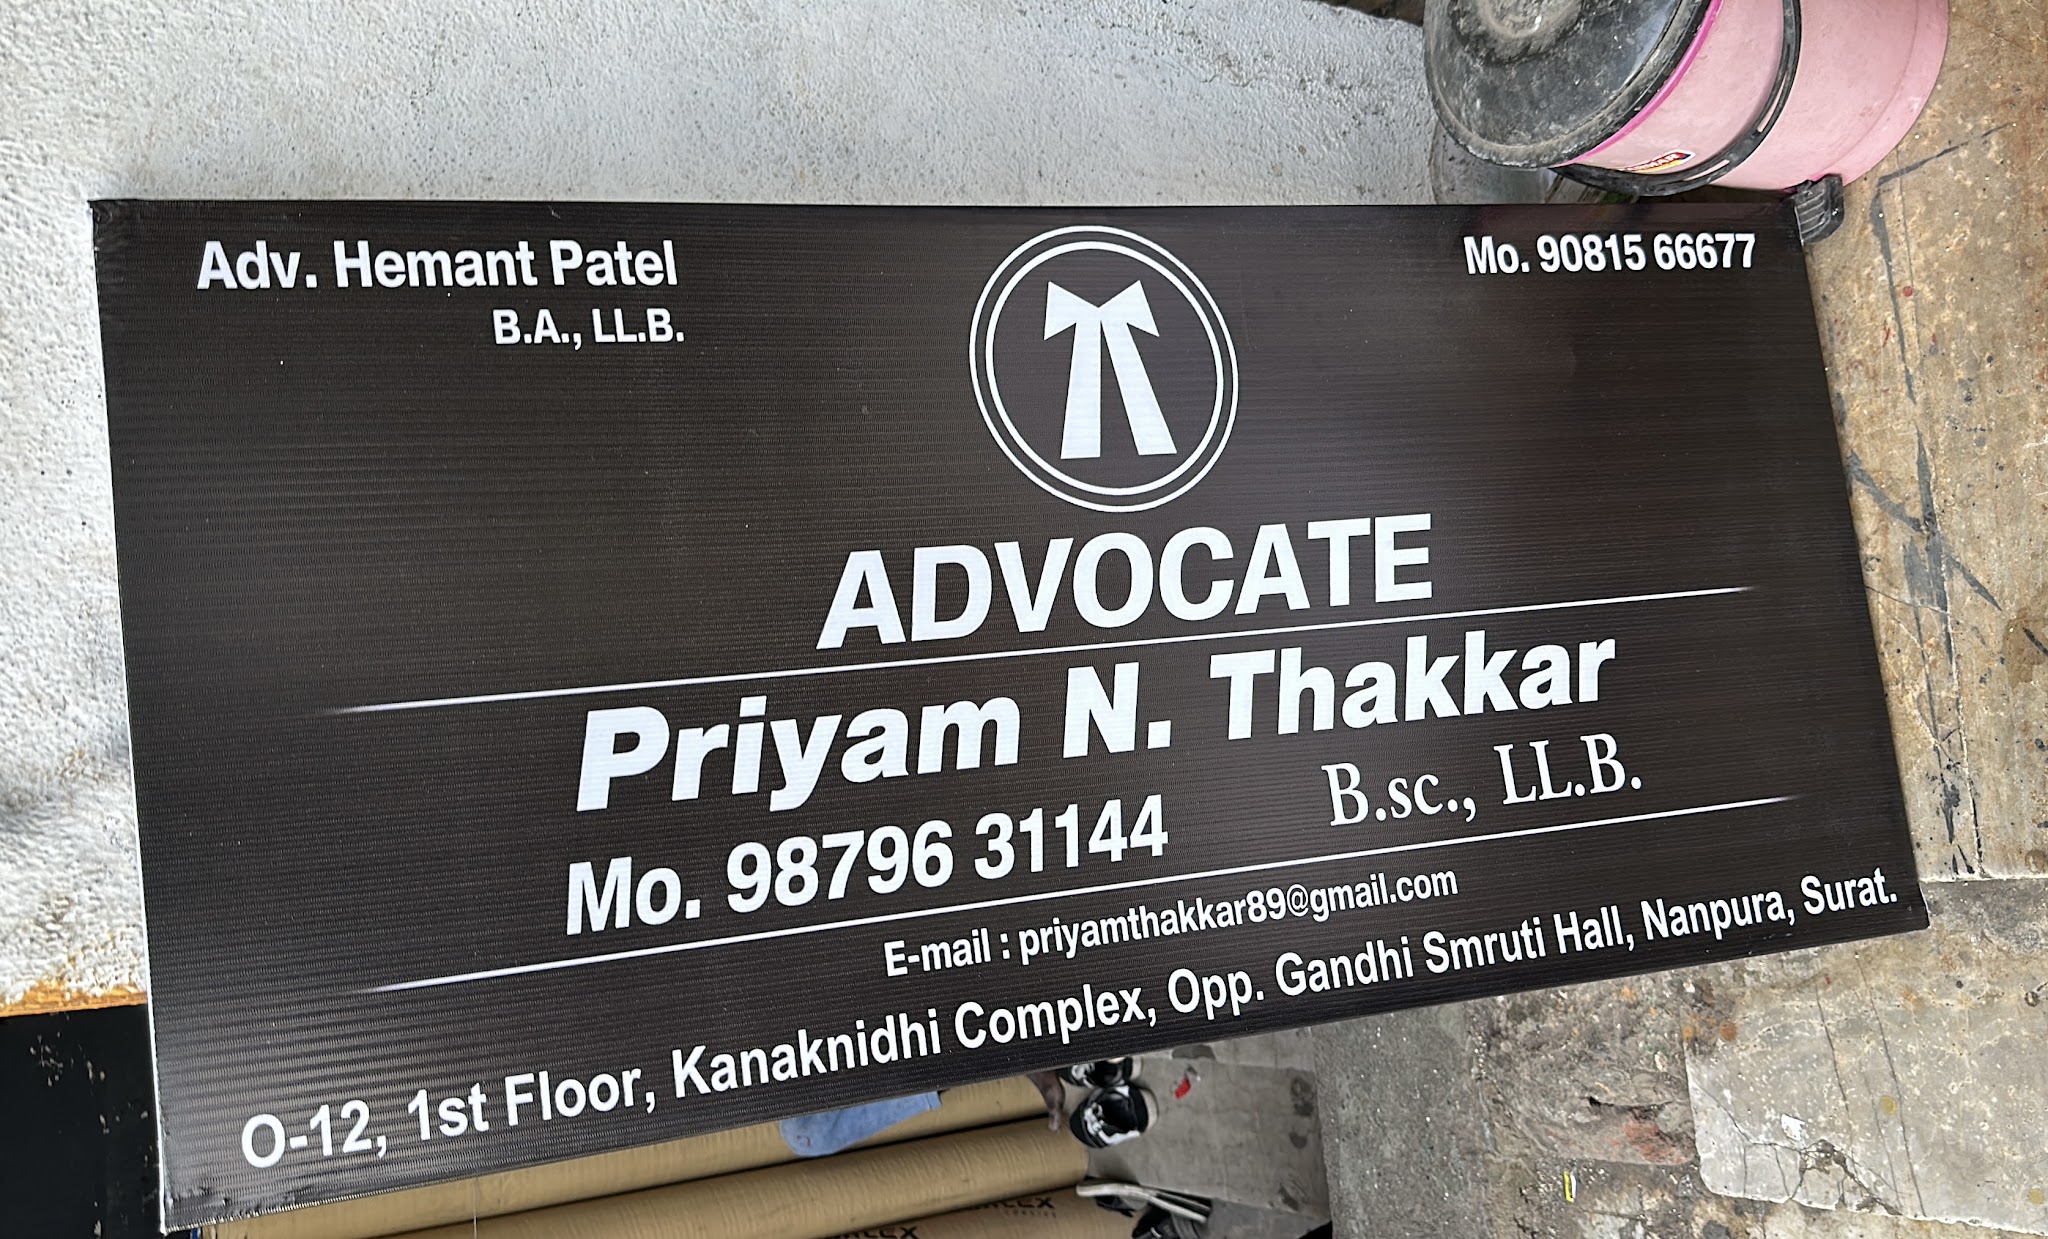 Adv. Hemant Patel
B.A., LL.B.
Mo. 90815 66677
ADVOCATE
Priyam N. Thakkar
Mo. 98796 31144
B.sc., LL.B.
E-mail : priyamthakkar89@gmail.com
O-12, 1st Floor, Kanaknidhi Complex, Opp. Gandhi Smruti Hall, Nanpura, Surat.